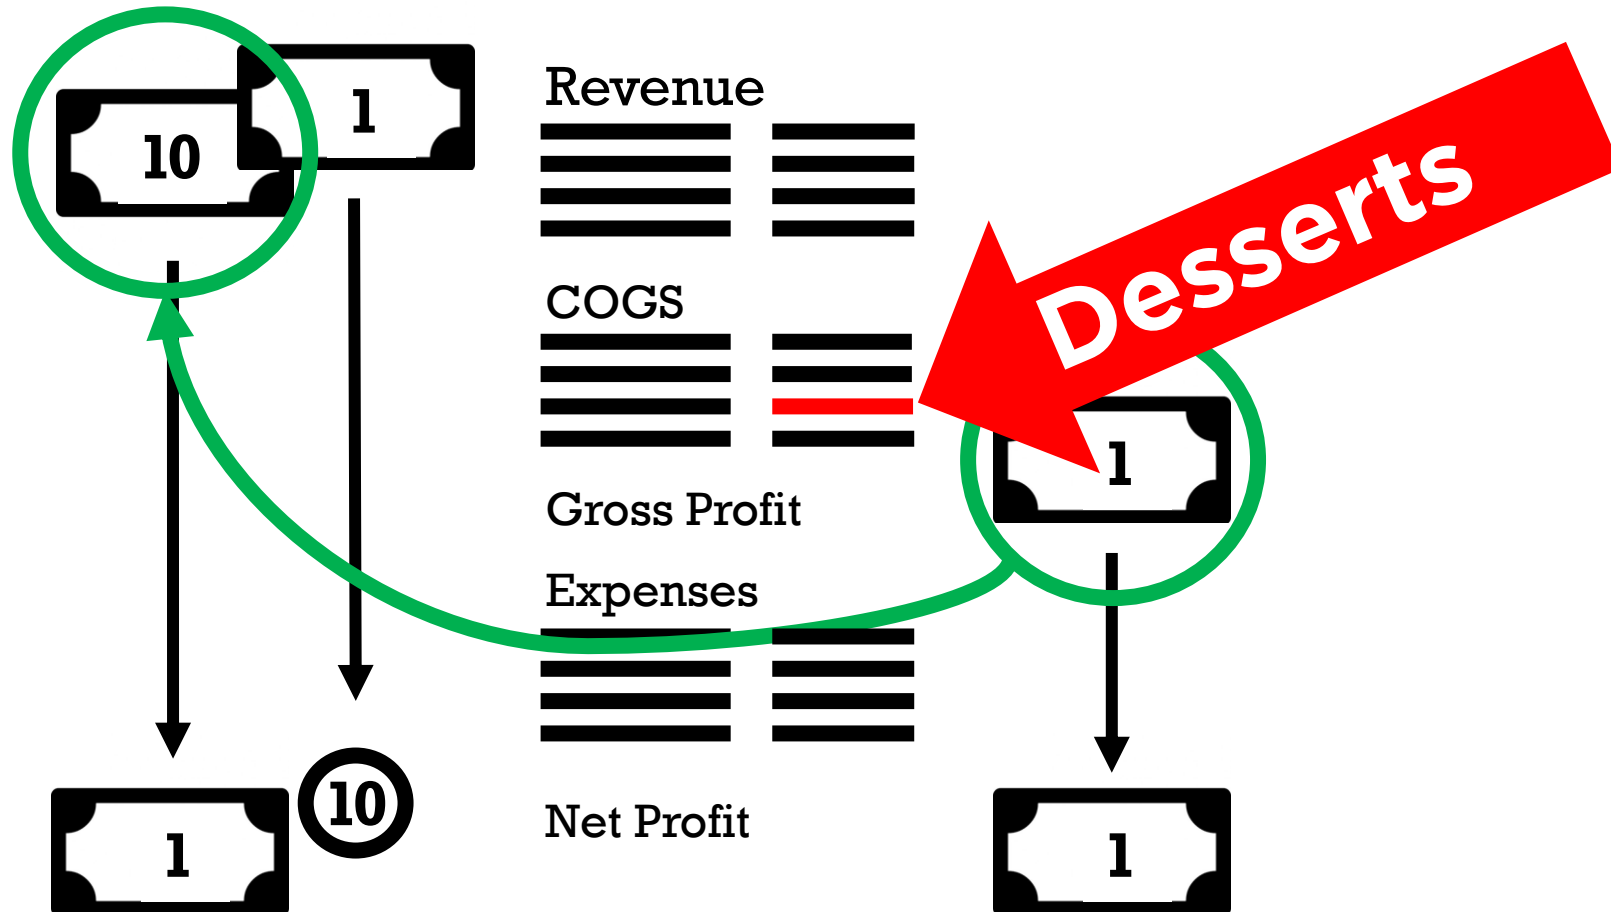 10
1
Revenue
Desserts
COGS
1
Gross Profit
Expenses
1
10
Net Profit
1